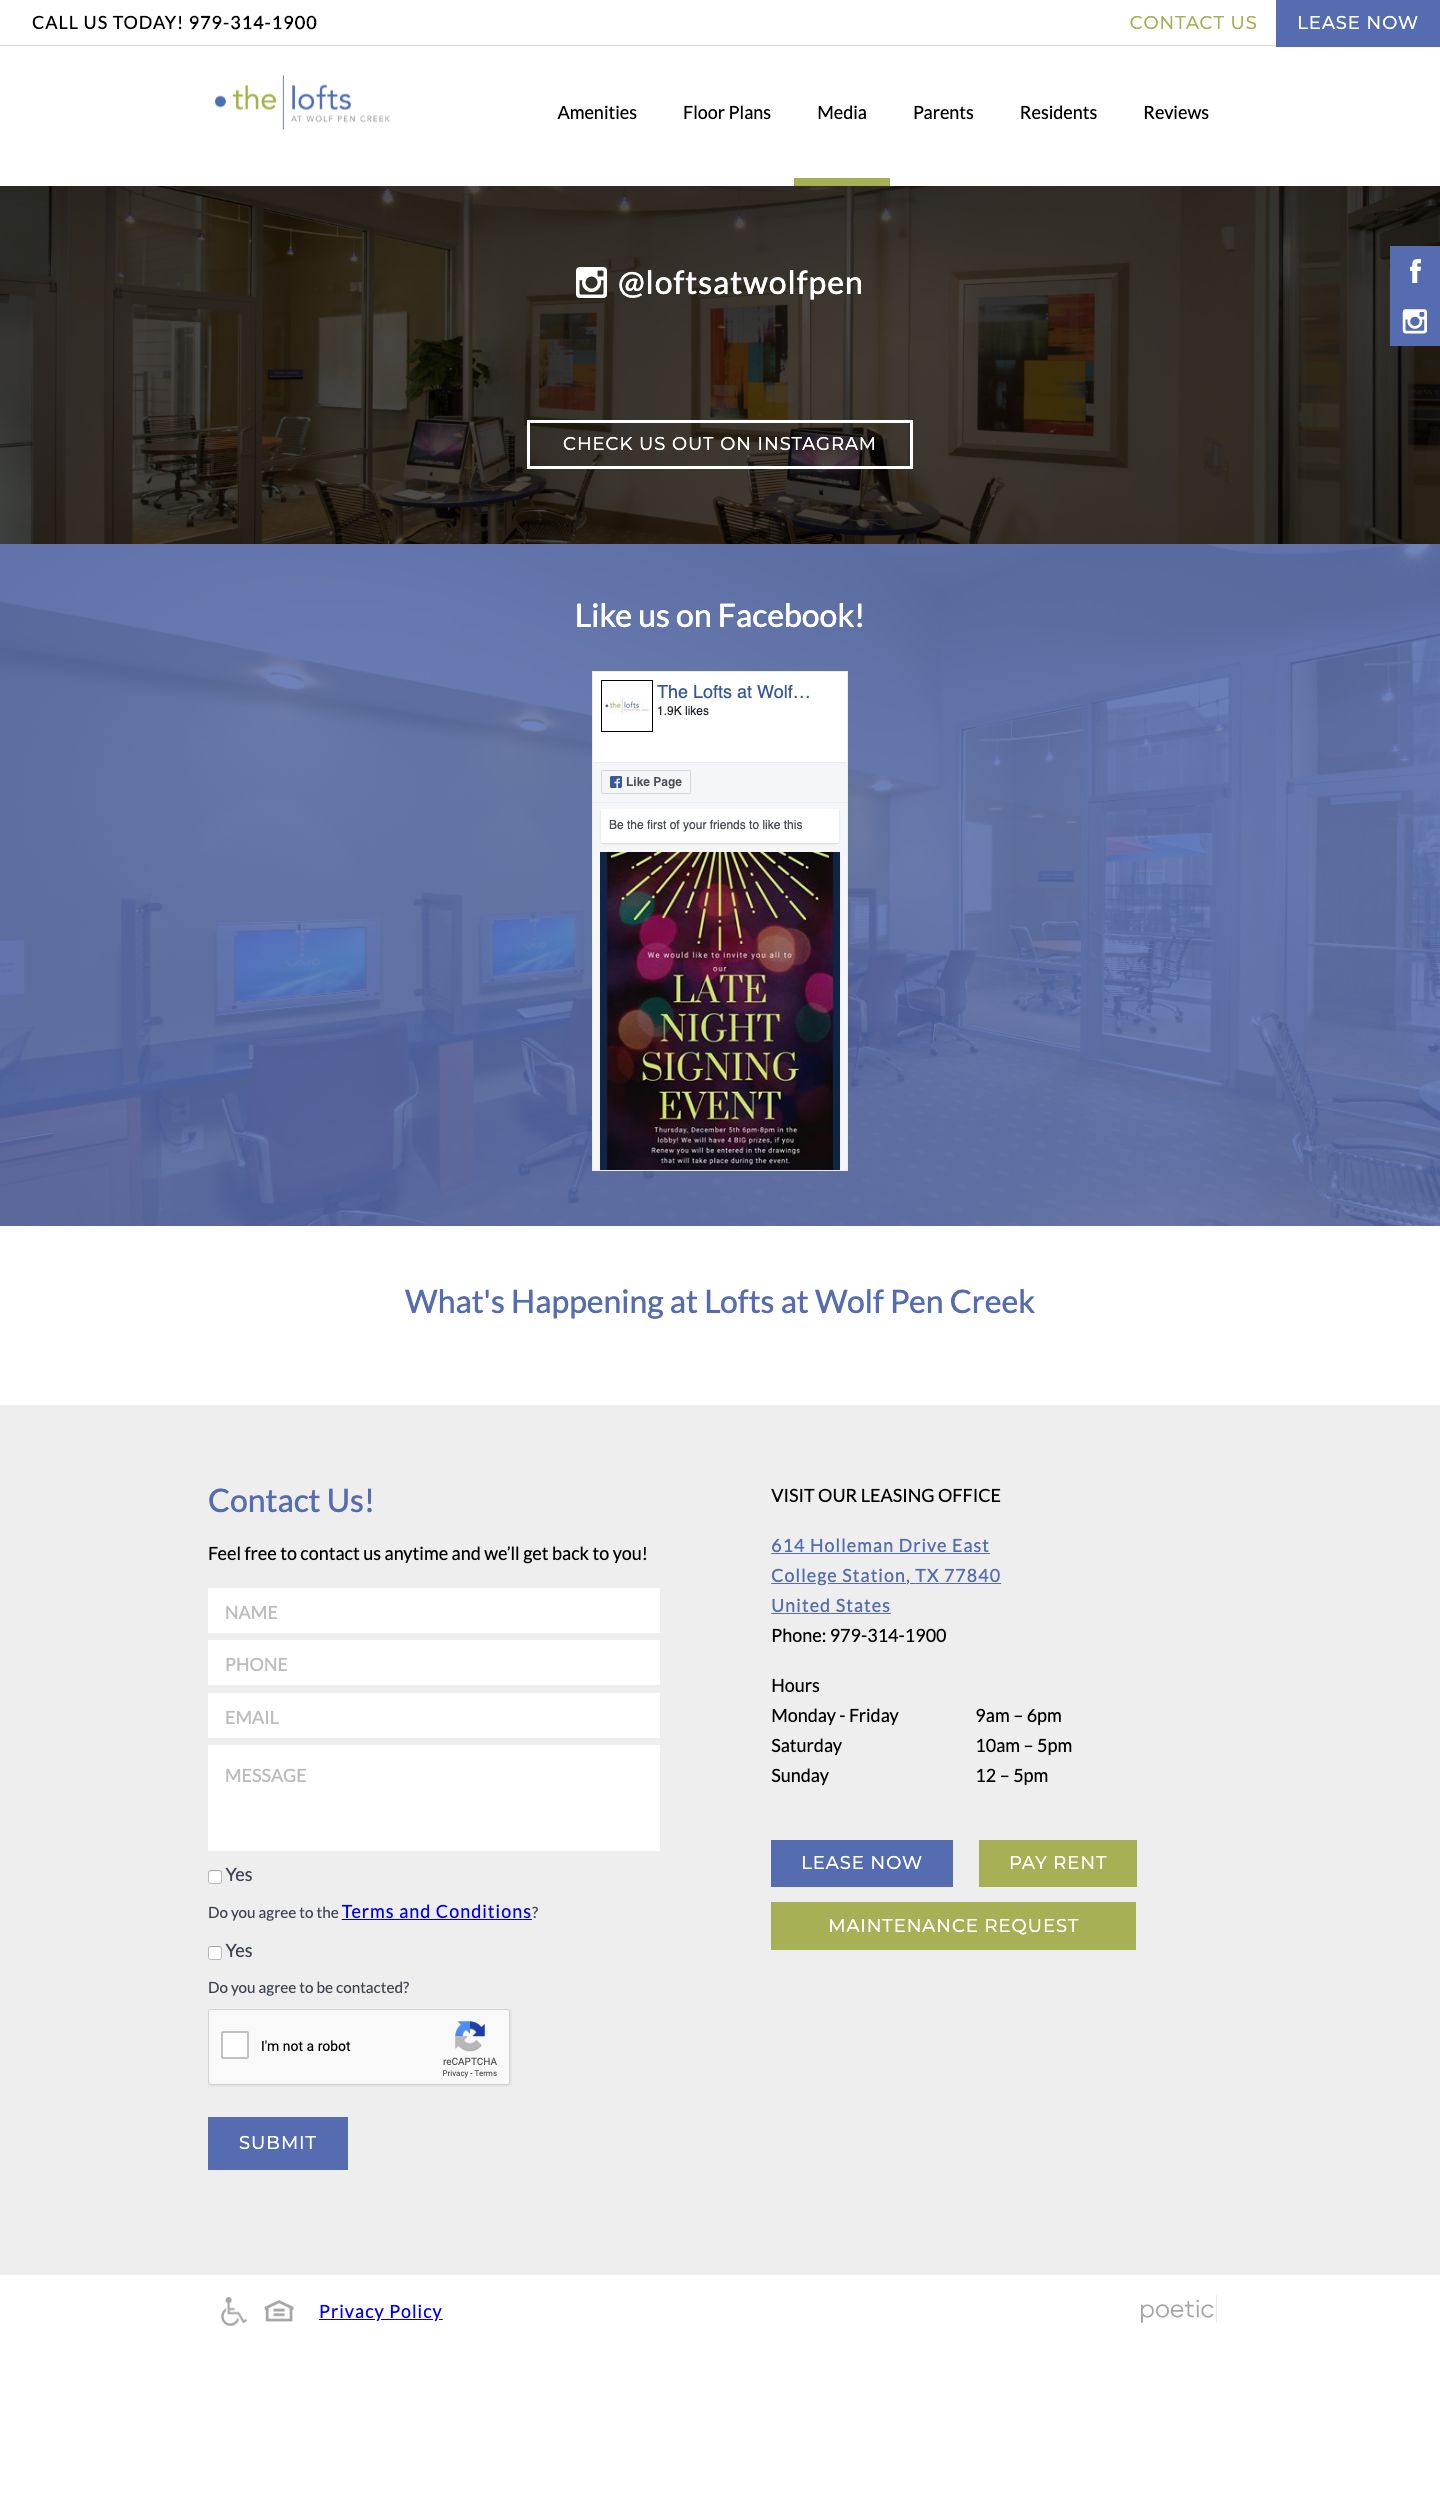 CALL US TODAY! 979-314-1900
CONTACT US
LEASE NOW
the lofts
AT WOLF PEN CREEK
Amenities
Floor Plans
Media
Parents
Residents
Reviews
@loftsatwolfpen
CHECK US OUT ON INSTAGRAM
Like us on Facebook!
the lofts
The Lofts at Wolf...
1.9K likes
Like Page
Be the first of your friends to like this
We would like to invite you all to
our
LATE
NIGHT
SIGNING
EVENT
Thursday, December 5th 6pm-8pm in the
lobby! We will have 4 BIG prizes, if you
Renew you will be entered in the drawings
that will take place during the event.
What's Happening at Lofts at Wolf Pen Creek
Contact Us!
Feel free to contact us anytime and we’ll get back to you!
NAME
PHONE
EMAIL
MESSAGE
Yes
Do you agree to the Terms and Conditions?
Yes
Do you agree to be contacted?
I'm not a robot
reCAPTCHA
Privacy - Terms
SUBMIT
VISIT OUR LEASING OFFICE
614 Holleman Drive East
College Station, TX 77840
United States
Phone: 979-314-1900
Hours
Monday - Friday 9am – 6pm
Saturday 10am – 5pm
Sunday 12 – 5pm
LEASE NOW
PAY RENT
MAINTENANCE REQUEST
Privacy Policy
poetic